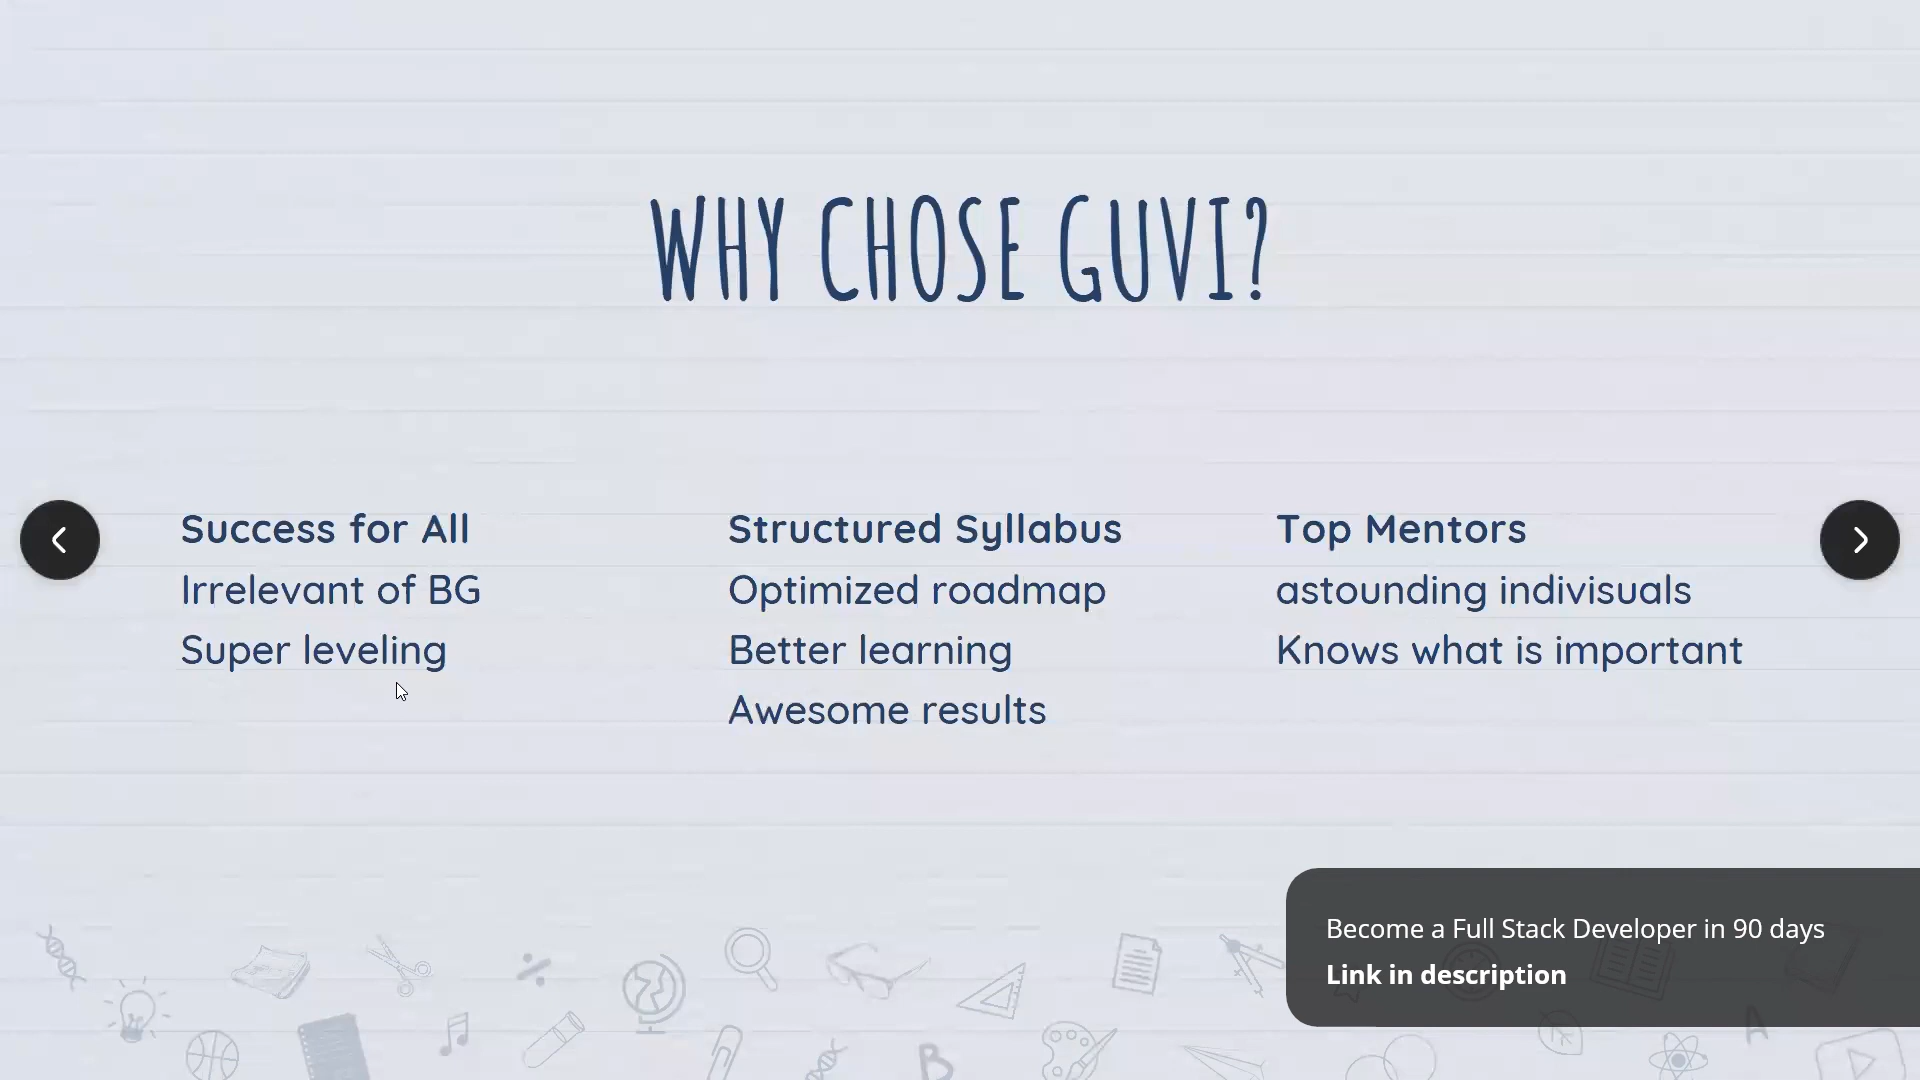 WHY CHOSE GUVI?
Success for All
Irrelevant of BG
Super leveling
Structured Syllabus
Optimized roadmap
Better learning
Awesome results
Top Mentors
astounding indivisuals
Knows what is important
Become a Full Stack Developer in 90 days
Link in description
B
A